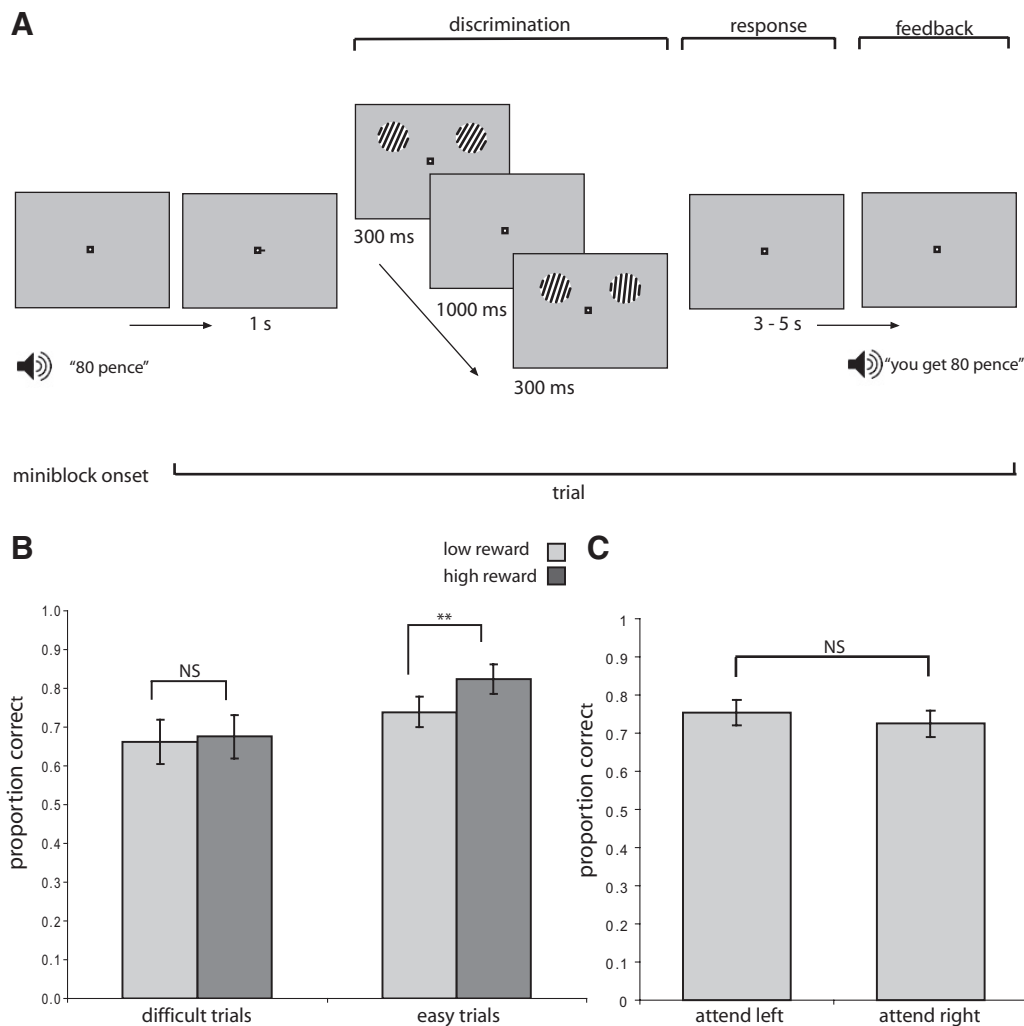 A
discrimination
response
feedback
300 ms
1000 ms
300 ms
1 s
3 - 5 s
"80 pence"
"you get 80 pence"
miniblock onset
trial
B
low reward
high reward
proportion correct
1.0
0.9
0.8
0.7
0.6
0.5
0.4
0.3
0.2
0.1
0.0
NS
**
difficult trials
easy trials
C
proportion correct
1
0.9
0.8
0.7
0.6
0.5
0.4
0.3
0.2
0.1
0
NS
attend left
attend right